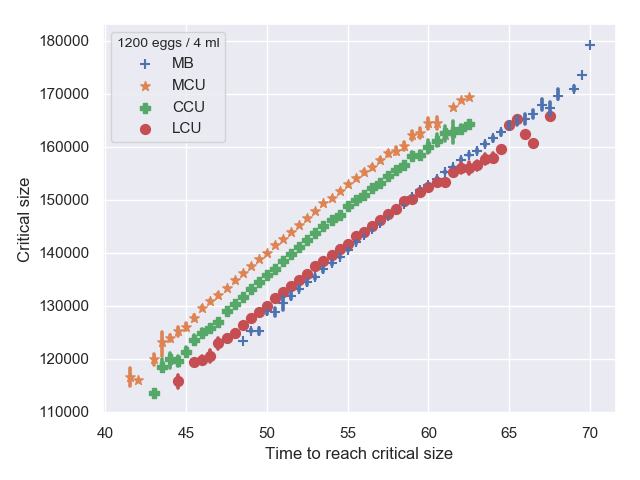 180000
170000
160000
150000
140000
130000
120000
110000
Critical size
1200 eggs / 4 ml
MB
MCU
CCU
LCU
40 45 50 55 60 65 70
Time to reach critical size